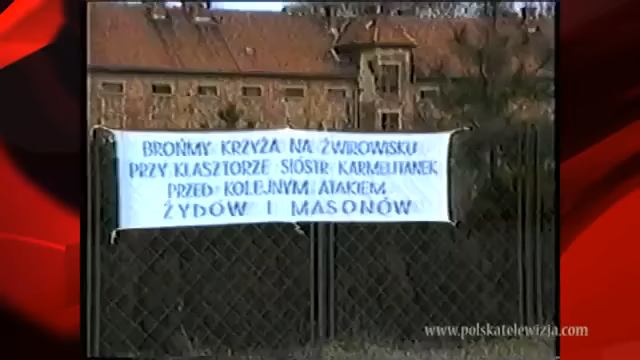 BROŃMY KRZYŻA NA ŻWIROWISKU
PRZY KLASZTORZE SIÓSTR KARMELITANEK
PRZED KOLEJNYM ATAKIEM
ŻYDÓW I MASONÓW
www.polskatelewizja.com